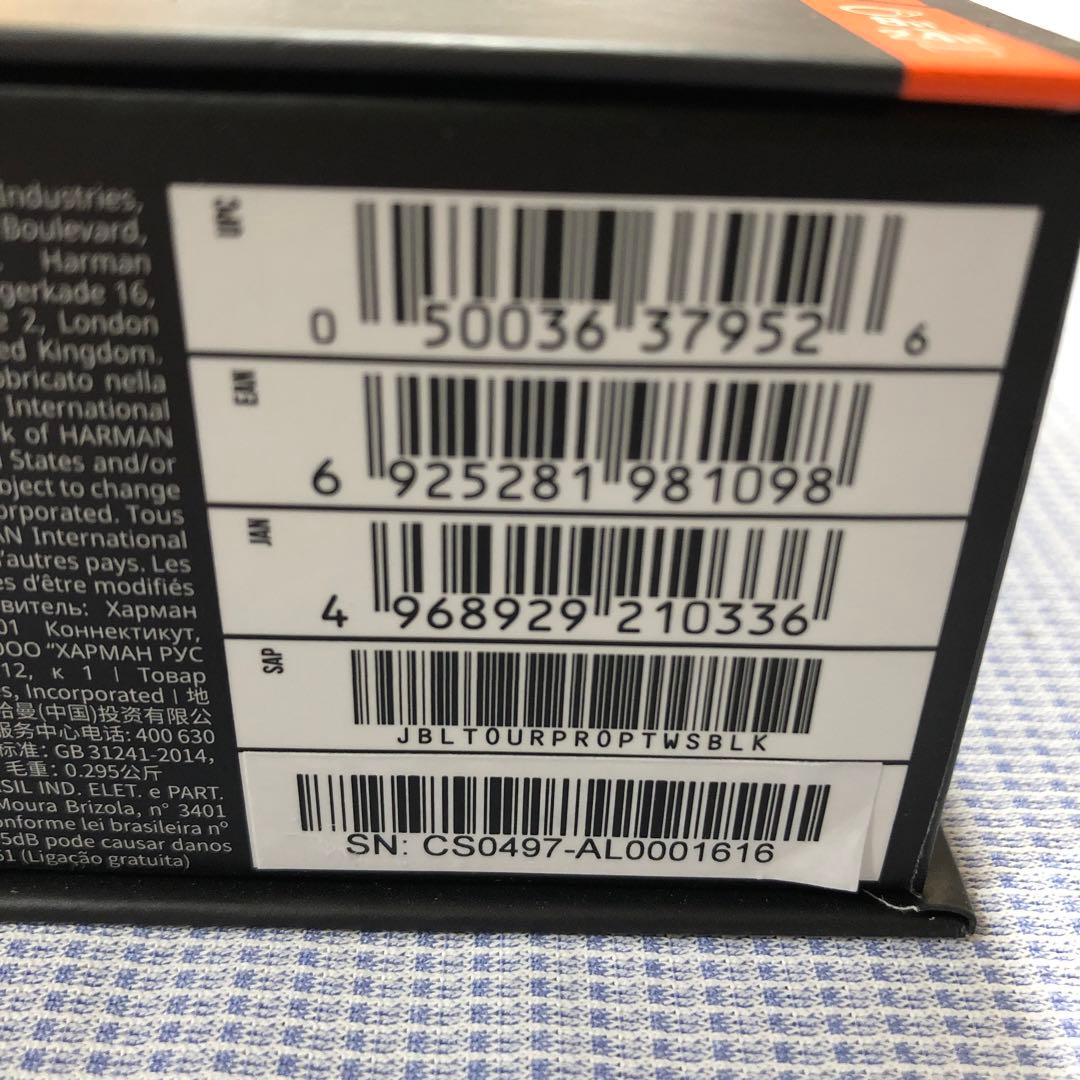 Industries,
Boulevard,
. Harman
gerkade 16,
e 2, London
ed Kingdom.
bbricato nella
International
k of HARMAN
d States and/or
bject to change
orporated. Tous
AN International
'autres pays. Les
es d'être modifiés
витель: Харман
01 Коннектикут,
ООО "ХАРМАН РУС
12, к 1 | Товар
es, Incorporated | 地
哈曼(中国)投资有限公
服务中心电话: 400 630
标准: GB 31241-2014,
毛重: 0.295公斤
ASIL IND. ELET. e PART.
Moura Brizola, n° 3401
onforme lei brasileira n°
5dB pode causar danos
51 (Ligação gratuita)
UPC
0 50036 37952 6
EAN
6 925281 981098
JAN
4 968929 210336
SAP
JBLTOURPROPTWSBLK
SN: CS0497-AL0001616